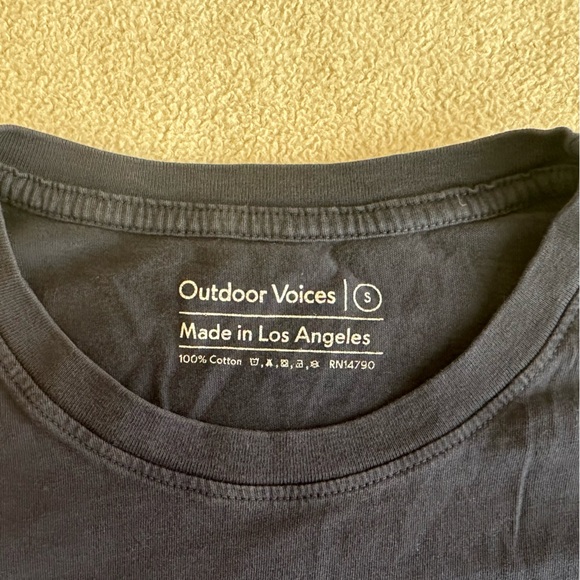 Outdoor Voices | S
Made in Los Angeles
100% Cotton , , , , RN14790